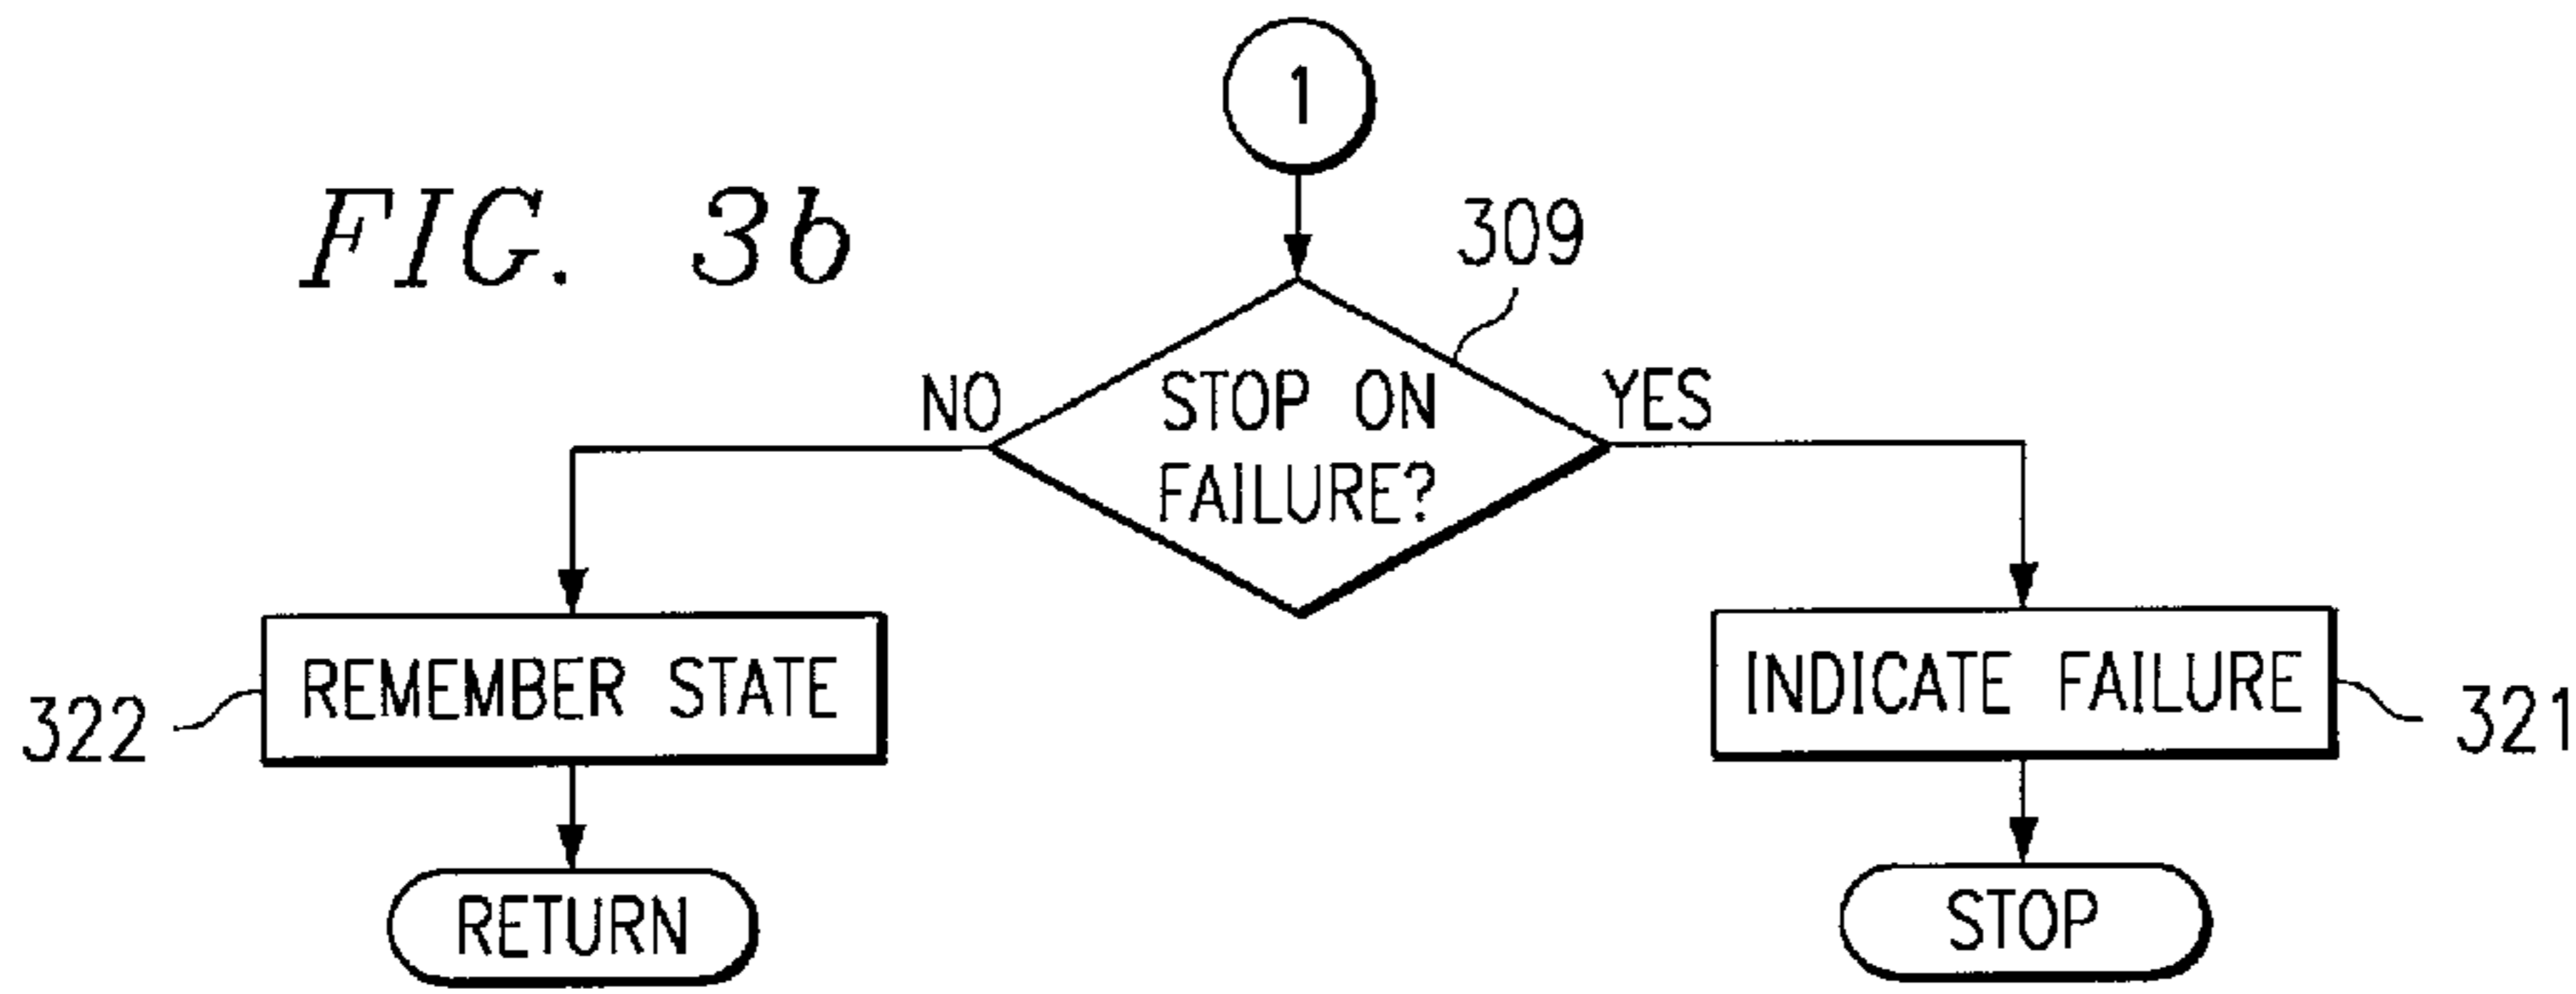 1
FIG. 3b
309
NO
STOP ON
FAILURE?
YES
322
REMEMBER STATE
INDICATE FAILURE
321
RETURN
STOP